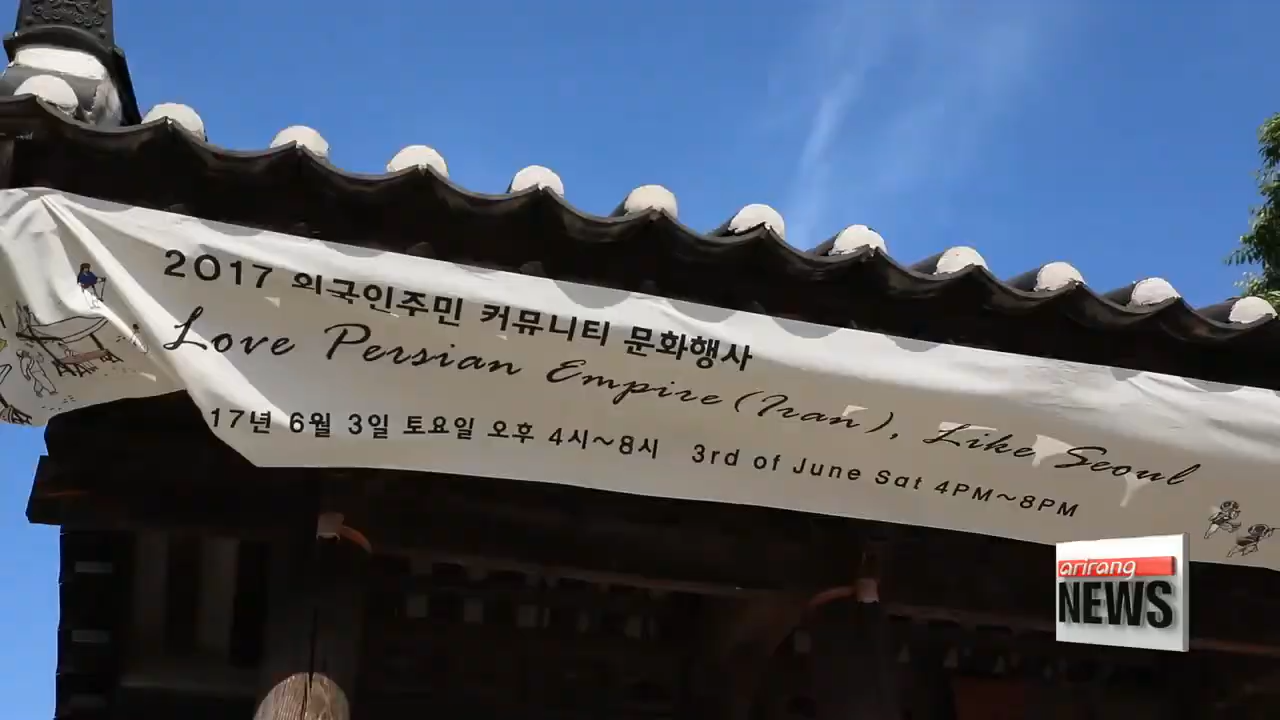 2017 외국인주민 커뮤니티 문화행사
Love Persian Empire (Iran), Like Seoul
17년 6월 3일 토요일 오후 4시~8시 3rd of June Sat 4PM~8PM
arirang
NEWS